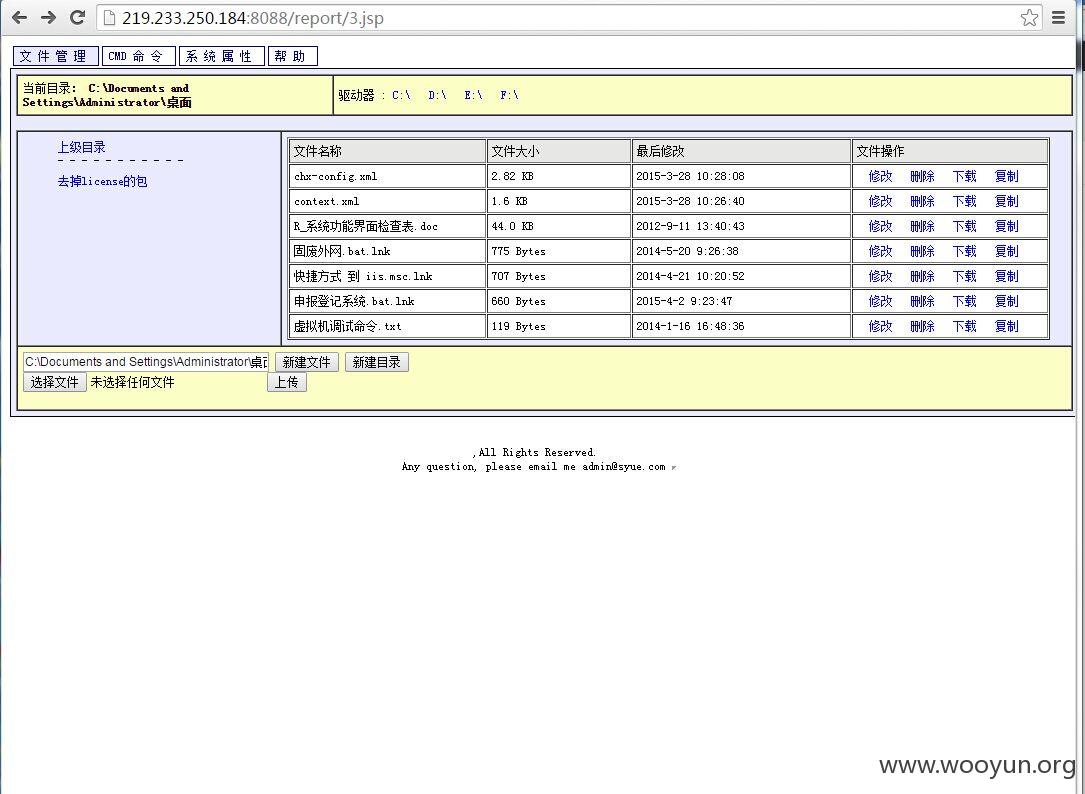 219.233.250.184:8088/report/3.jsp
文件管理 CMD 命令 系统属性 帮助
当前目录: C:\Documents and
Settings\Administrator\桌面
驱动器 : C:\ D:\ E:\ F:\
上级目录
- - - - - - - - - - -
去掉license的包
文件名称 文件大小 最后修改 文件操作
chx-config.xml 2.82 KB 2015-3-28 10:28:08 修改 删除 下载 复制
context.xml 1.6 KB 2015-3-28 10:26:40 修改 删除 下载 复制
R_系统功能界面检查表.doc 44.0 KB 2012-9-11 13:40:43 修改 删除 下载 复制
固废外网.bat.lnk 775 Bytes 2014-5-20 9:26:38 修改 删除 下载 复制
快捷方式 到 iis.msc.lnk 707 Bytes 2014-4-21 10:20:52 修改 删除 下载 复制
申报登记系统.bat.lnk 660 Bytes 2015-4-2 9:23:47 修改 删除 下载 复制
虚拟机调试命令.txt 119 Bytes 2014-1-16 16:48:36 修改 删除 下载 复制
C:\Documents and Settings\Administrator\桌面 新建文件 新建目录
选择文件 未选择任何文件 上传
,All Rights Reserved.
Any question, please email me admin@syue.com
www.wooyun.org